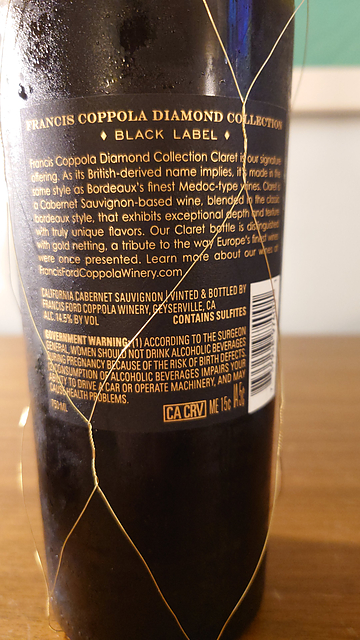 FRANCIS COPPOLA DIAMOND COLLECTION
♦ BLACK LABEL ♦
Francis Coppola Diamond Collection Claret is our signature
offering. As its British-derived name implies, it's made in the
same style as Bordeaux's finest Medoc-type wines. Claret is
a Cabernet Sauvignon-based wine, blended in the classic
bordeaux style, that exhibits exceptional depth and texture
with truly unique flavors. Our Claret bottle is distinguished
with gold netting, a tribute to the way Europe's finest wines
were once presented. Learn more about our wines at
FrancisFordCoppolaWinery.com
CALIFORNIA CABERNET SAUVIGNON | VINTED & BOTTLED BY
FRANCIS FORD COPPOLA WINERY, GEYSERVILLE, CA
ALC 14.5% BY VOL CONTAINS SULFITES
GOVERNMENT WARNING: (1) ACCORDING TO THE SURGEON
GENERAL, WOMEN SHOULD NOT DRINK ALCOHOLIC BEVERAGES
DURING PREGNANCY BECAUSE OF THE RISK OF BIRTH DEFECTS.
(2) CONSUMPTION OF ALCOHOLIC BEVERAGES IMPAIRS YOUR
ABILITY TO DRIVE A CAR OR OPERATE MACHINERY, AND MAY
CAUSE HEALTH PROBLEMS.
750 ML CA CRV ME 15¢ HI 5¢